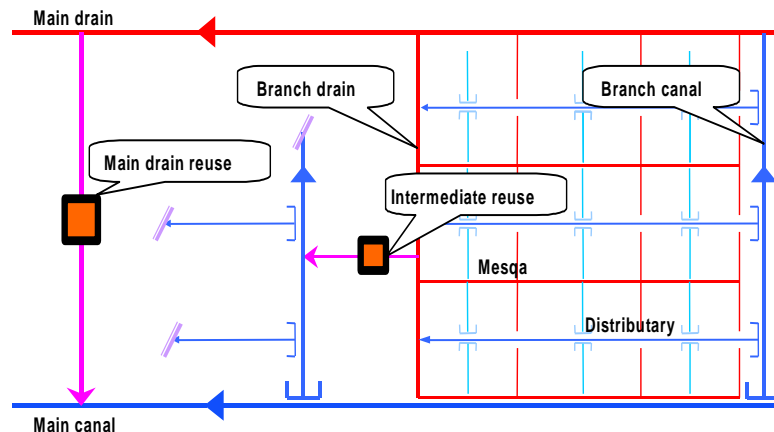 Main drain
Branch drain
Branch canal
Main drain reuse
Intermediate reuse
Mesqa
Distributary
Main canal